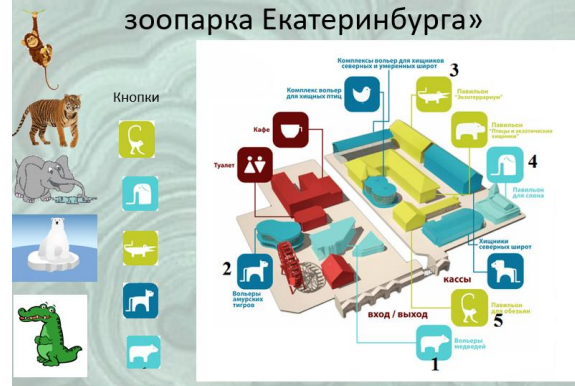 зоопарка Екатеринбурга»
Кнопки
Комплексы вольер для хищников
северных и умеренных широт
3
Комплекс вольер
для хищных птиц
Павильон
"Экзотеррариум"
Кафе
Павильон
"Птицы и экзотические
хищники"
Туалет
4
Павильон
для слона
2
Хищники
северных широт
Вольеры
амурских
тигров
кассы
вход / выход
Павильон
для обезьян
5
Вольеры
медведей
1